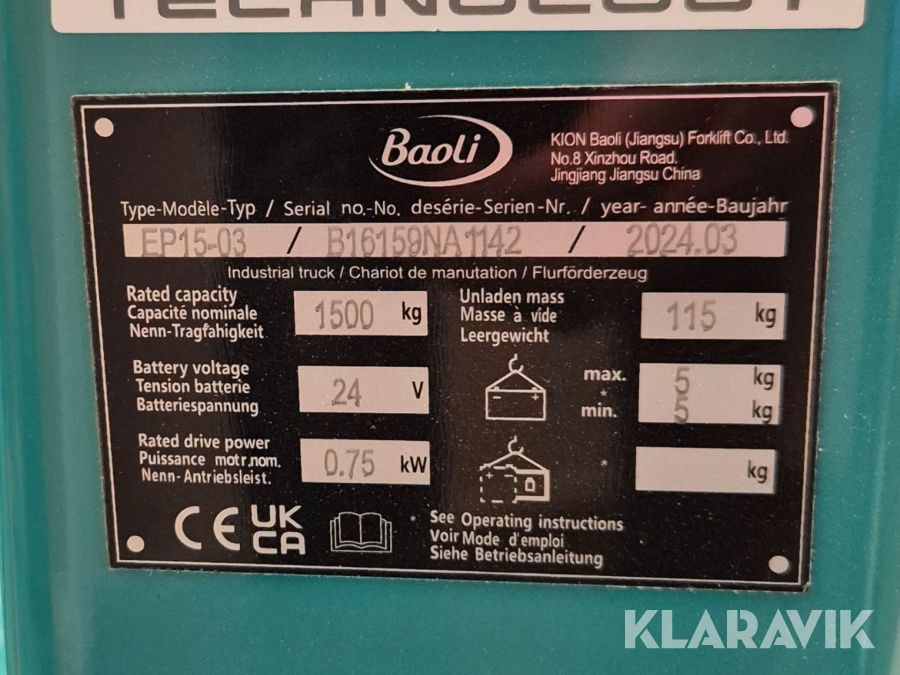 TECHNOLOGY
Baoli
KION Baoli (Jiangsu) Forklift Co., Ltd.
No.8 Xinzhou Road.
Jingjiang Jiangsu China
Type-Modèle-Typ / Serial no.-No. desérie-Serien-Nr. / year- année-Baujahr
EP15-03 / B16159NA1142 / 2024.03
Industrial truck / Chariot de manutation / Flurförderzeug
Rated capacity
Capacité nominale
Nenn-Tragfahigkeit
1500 kg
Unladen mass
Masse à vide
Leergewicht
115 kg
Battery voltage
Tension batterie
Batteriespannung
24 V
max. 5 kg
*
min. 5 kg
Rated drive power
Puissance motr.nom.
Nenn-Antriebsleist.
0.75 kW
- +
* kg
CE UK
CA
* See Operating instructions
Voir Mode d'emploi
Siehe Betriebsanleitung
KLARAVIK